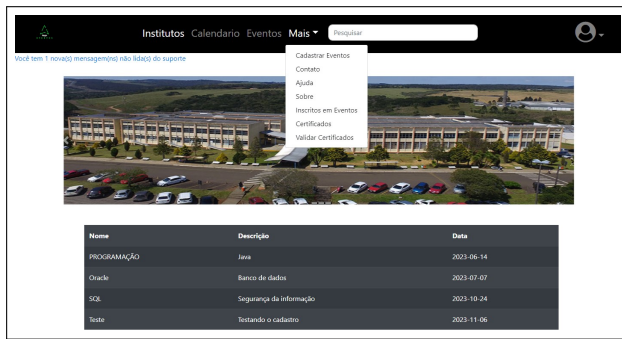 Institutos Calendario Eventos Mais Pesquisar
Você tem 1 nova(s) mensagem(ns) não lida(s) do suporte
Cadastrar Eventos
Contato
Ajuda
Sobre
Inscritos em Eventos
Certificados
Validar Certificados
Nome Descrição Data
PROGRAMAÇÃO Java 2023-06-14
Oracle Banco de dados 2023-07-07
SQL Segurança da informação 2023-10-24
Teste Testando o cadastro 2023-11-06